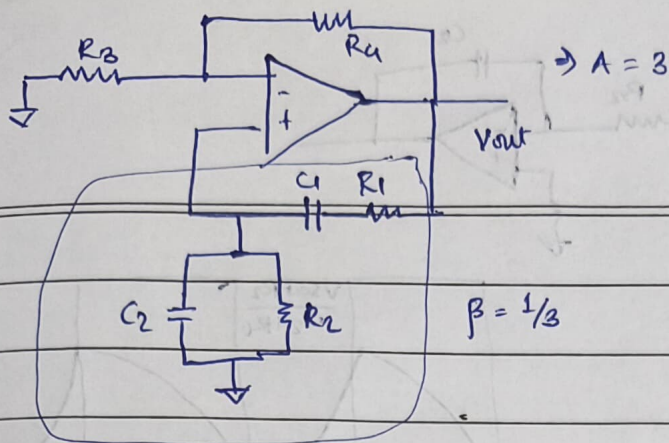 R3
R4
⇒ A = 3
-
+
Vout
C1 R1
C2
R2
β = 1/3